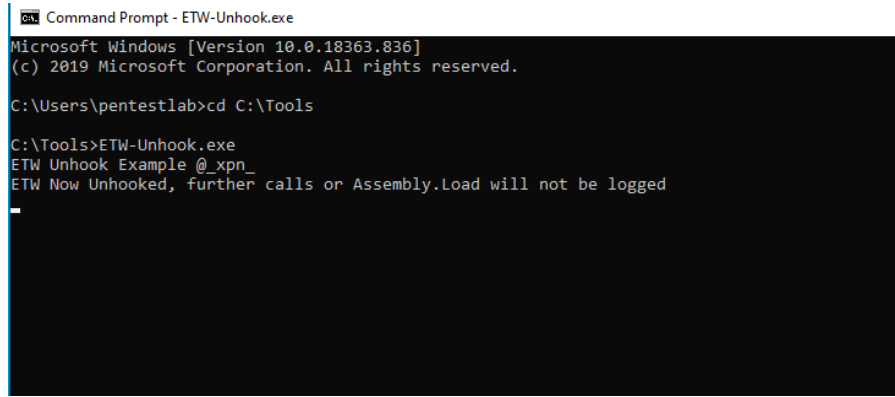 Command Prompt - ETW-Unhook.exe
Microsoft Windows [Version 10.0.18363.836]
(c) 2019 Microsoft Corporation. All rights reserved.
C:\Users\pentestlab>cd C:\Tools
C:\Tools>ETW-Unhook.exe
ETW Unhook Example @_xpn_
ETW Now Unhooked, further calls or Assembly.Load will not be logged